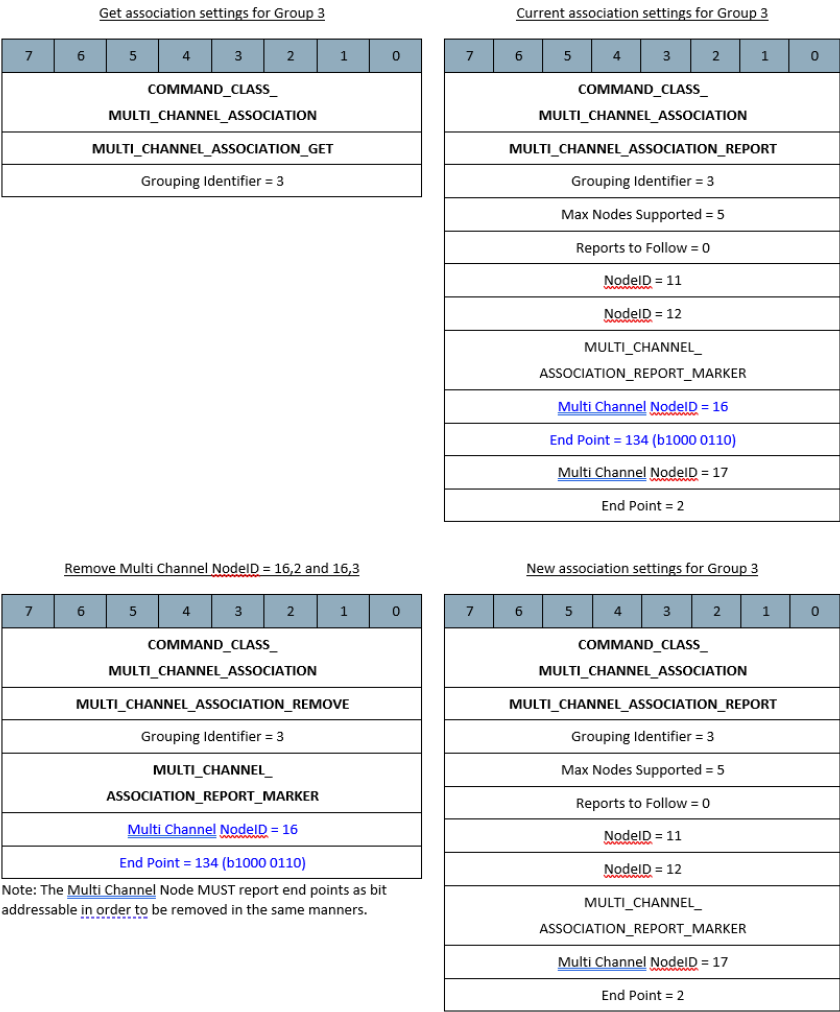 Get association settings for Group 3
7 6 5 4 3 2 1 0
COMMAND_CLASS_
MULTI_CHANNEL_ASSOCIATION
MULTI_CHANNEL_ASSOCIATION_GET
Grouping Identifier = 3
Current association settings for Group 3
7 6 5 4 3 2 1 0
COMMAND_CLASS_
MULTI_CHANNEL_ASSOCIATION
MULTI_CHANNEL_ASSOCIATION_REPORT
Grouping Identifier = 3
Max Nodes Supported = 5
Reports to Follow = 0
NodeID = 11
NodeID = 12
MULTI_CHANNEL_
ASSOCIATION_REPORT_MARKER
Multi Channel NodeID = 16
End Point = 134 (b1000 0110)
Multi Channel NodeID = 17
End Point = 2
Remove Multi Channel NodeID = 16,2 and 16,3
7 6 5 4 3 2 1 0
COMMAND_CLASS_
MULTI_CHANNEL_ASSOCIATION
MULTI_CHANNEL_ASSOCIATION_REMOVE
Grouping Identifier = 3
MULTI_CHANNEL_
ASSOCIATION_REPORT_MARKER
Multi Channel NodeID = 16
End Point = 134 (b1000 0110)
Note: The Multi Channel Node MUST report end points as bit
addressable in order to be removed in the same manners.
New association settings for Group 3
7 6 5 4 3 2 1 0
COMMAND_CLASS_
MULTI_CHANNEL_ASSOCIATION
MULTI_CHANNEL_ASSOCIATION_REPORT
Grouping Identifier = 3
Max Nodes Supported = 5
Reports to Follow = 0
NodeID = 11
NodeID = 12
MULTI_CHANNEL_
ASSOCIATION_REPORT_MARKER
Multi Channel NodeID = 17
End Point = 2